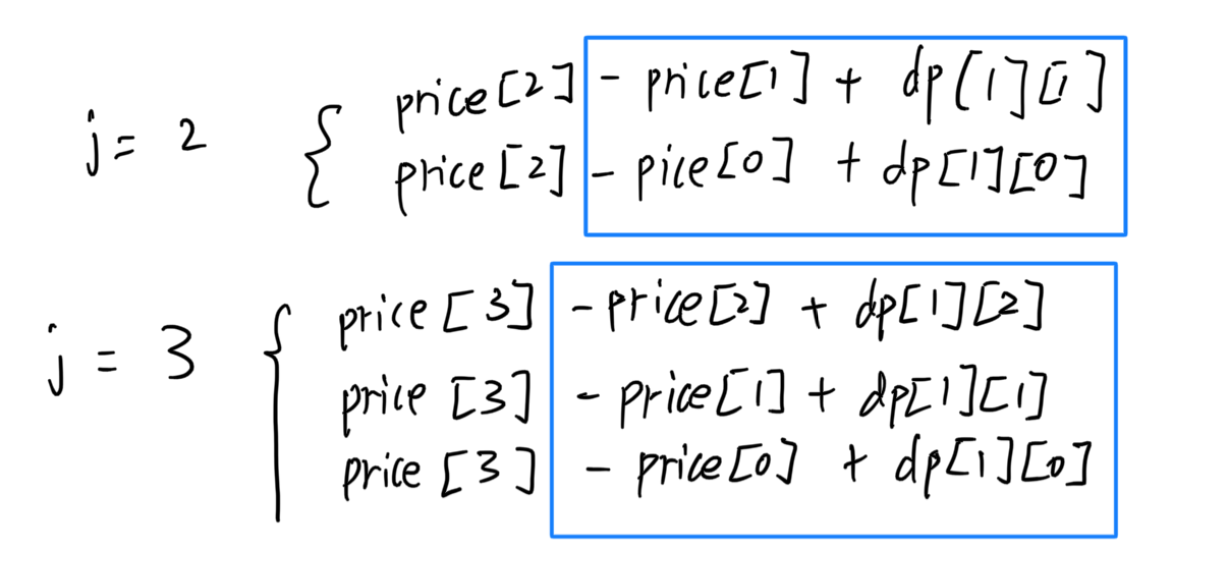 j = 2 { price[2] - price[1] + dp[1][1]
price[2] - pice[0] + dp[1][0]
j = 3 { price[3] - price[2] + dp[1][2]
price[3] - price[1] + dp[1][1]
price[3] - price[0] + dp[1][0]